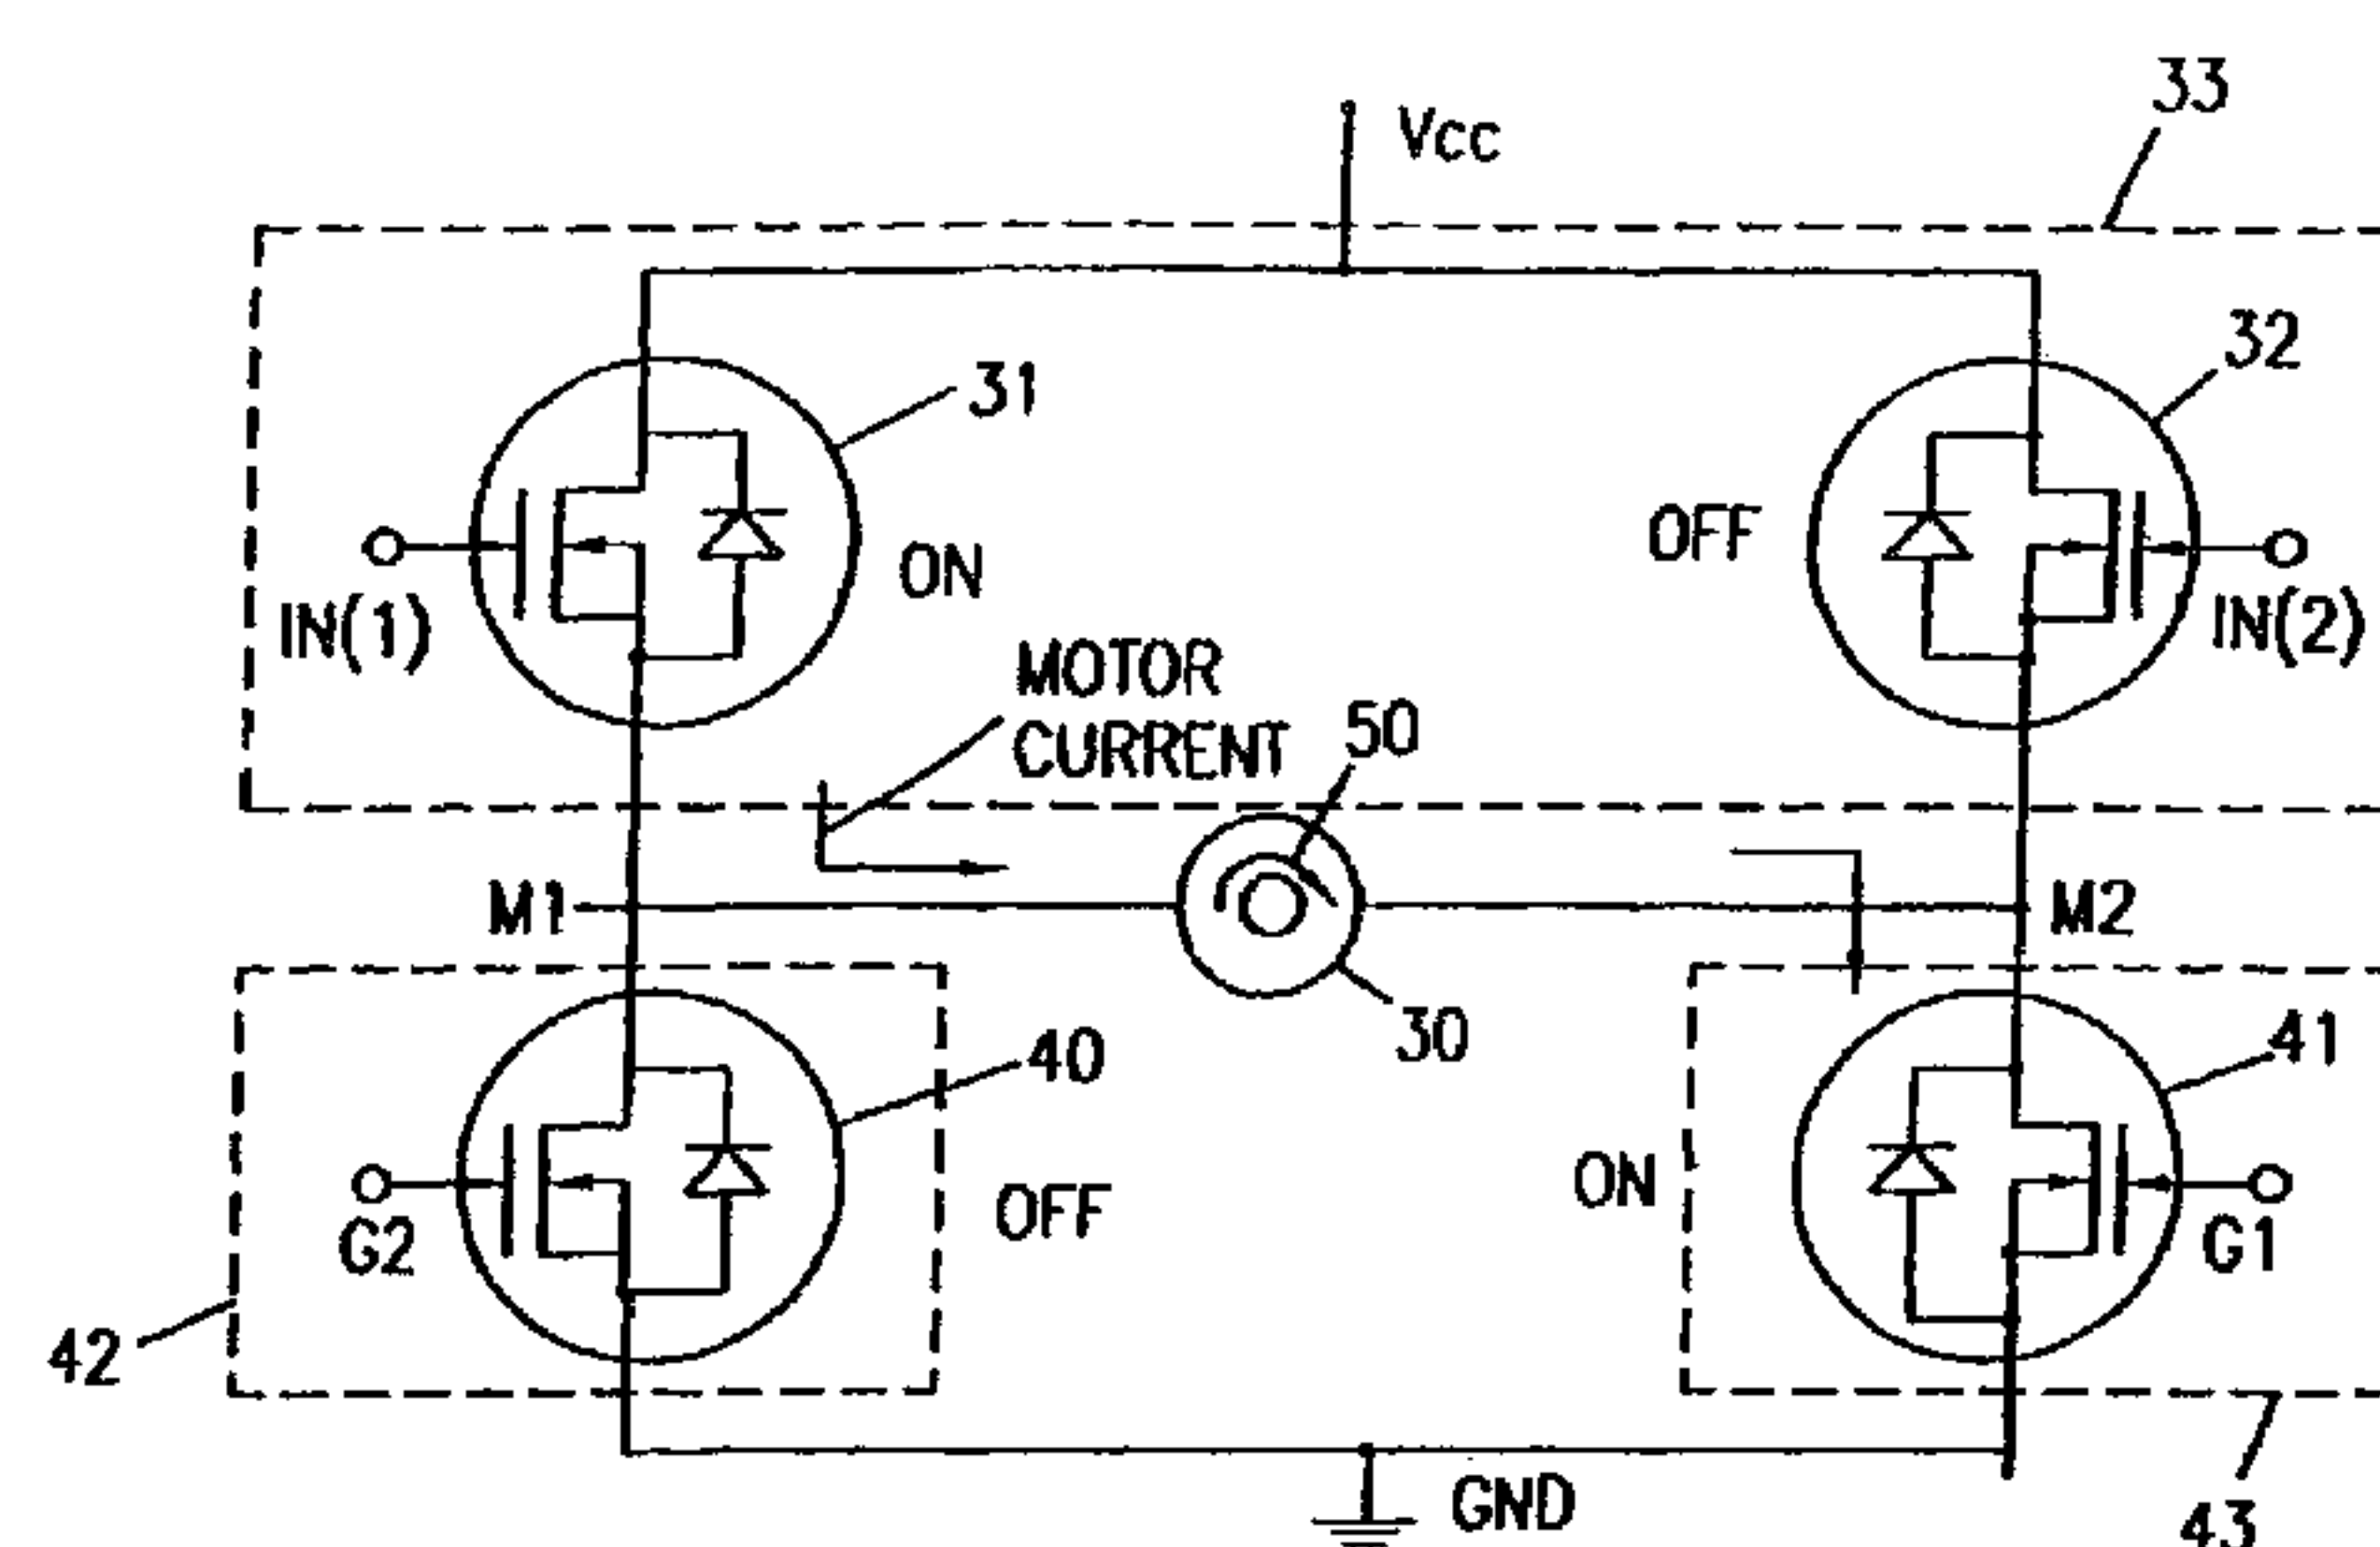 33
Vcc
32
31
OFF
ON
IN(1)
IN(2)
MOTOR
CURRENT
50
M1
M2
30
40
41
ON
OFF
G2
G1
42
GND
43